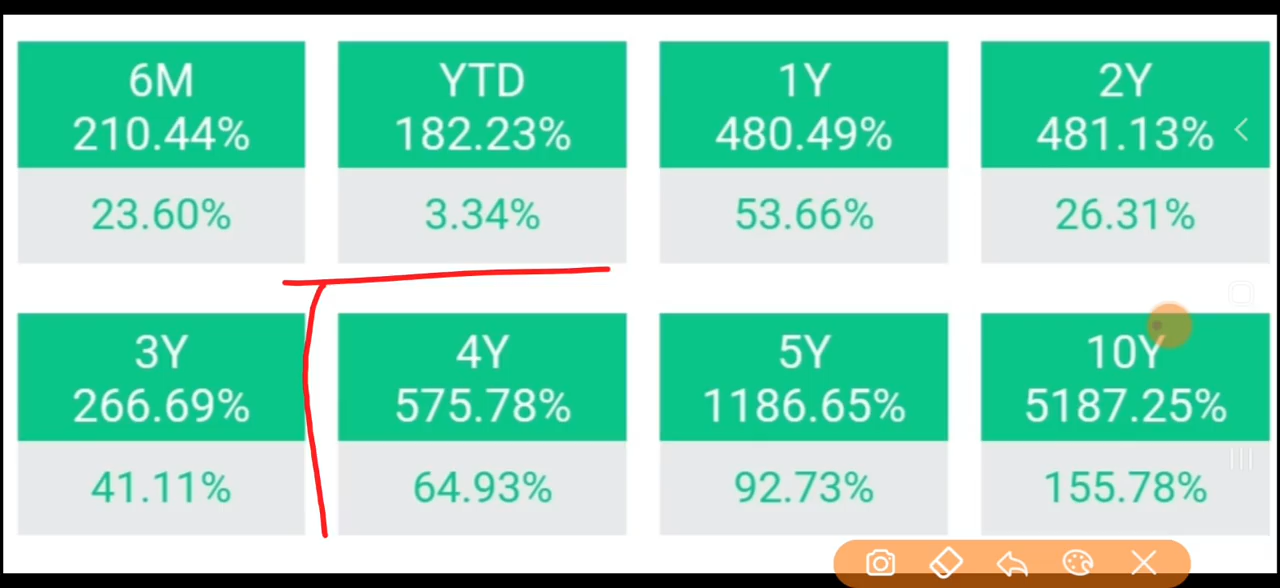 6M
210.44%
23.60%
YTD
182.23%
3.34%
1Y
480.49%
53.66%
2Y
481.13%
26.31%
3Y
266.69%
41.11%
4Y
575.78%
64.93%
5Y
1186.65%
92.73%
10Y
5187.25%
155.78%